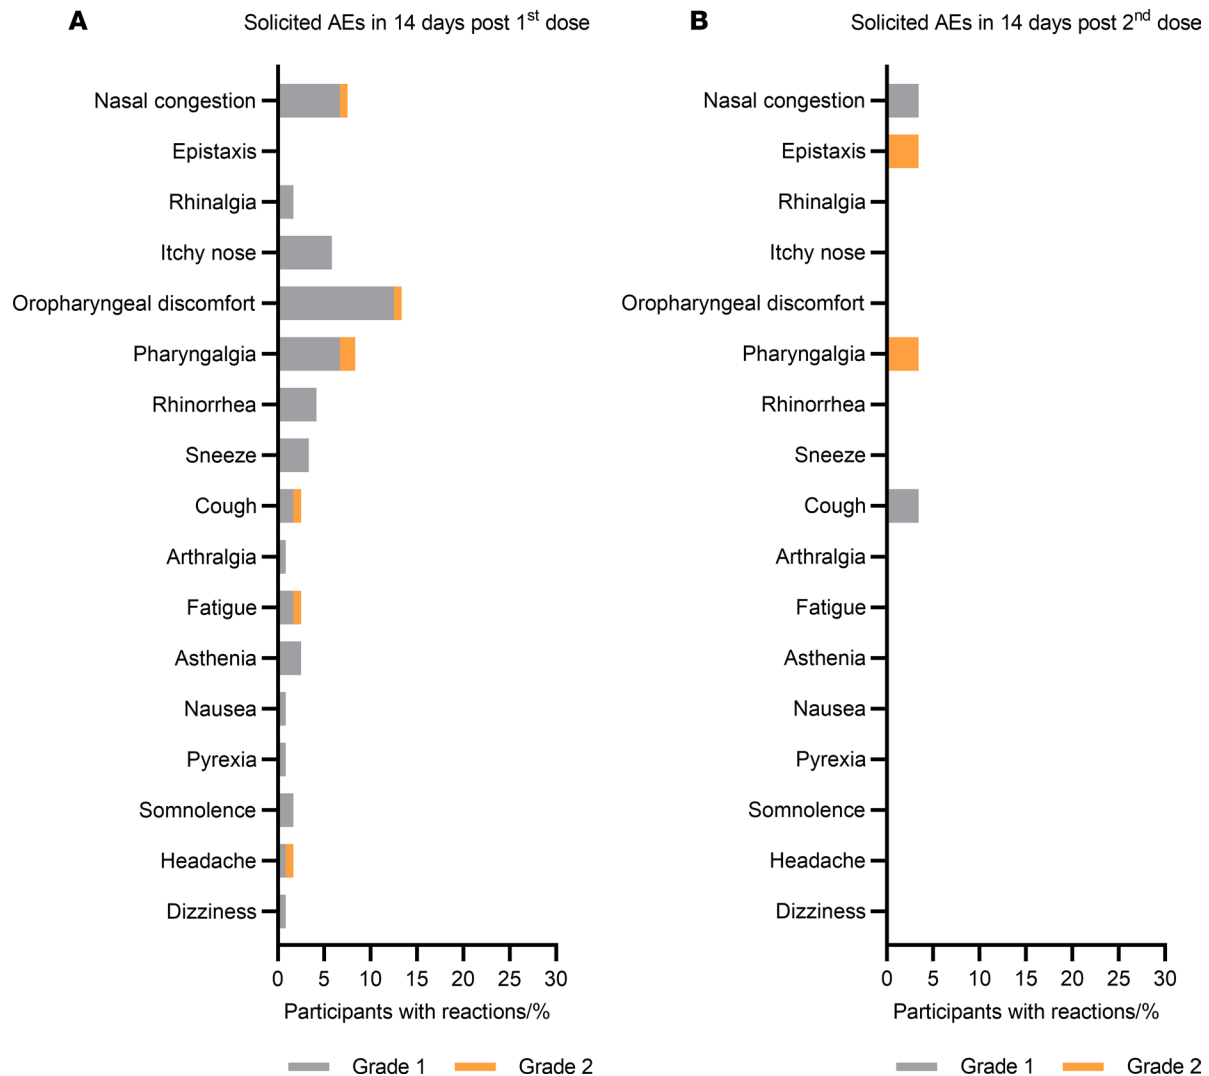 A Solicited AEs in 14 days post 1st dose
Nasal congestion
Epistaxis
Rhinalgia
Itchy nose
Oropharyngeal discomfort
Pharyngalgia
Rhinorrhea
Sneeze
Cough
Arthralgia
Fatigue
Asthenia
Nausea
Pyrexia
Somnolence
Headache
Dizziness
0 5 10 15 20 25 30
Participants with reactions/%
Grade 1 Grade 2
B Solicited AEs in 14 days post 2nd dose
Nasal congestion
Epistaxis
Rhinalgia
Itchy nose
Oropharyngeal discomfort
Pharyngalgia
Rhinorrhea
Sneeze
Cough
Arthralgia
Fatigue
Asthenia
Nausea
Pyrexia
Somnolence
Headache
Dizziness
0 5 10 15 20 25 30
Participants with reactions/%
Grade 1 Grade 2